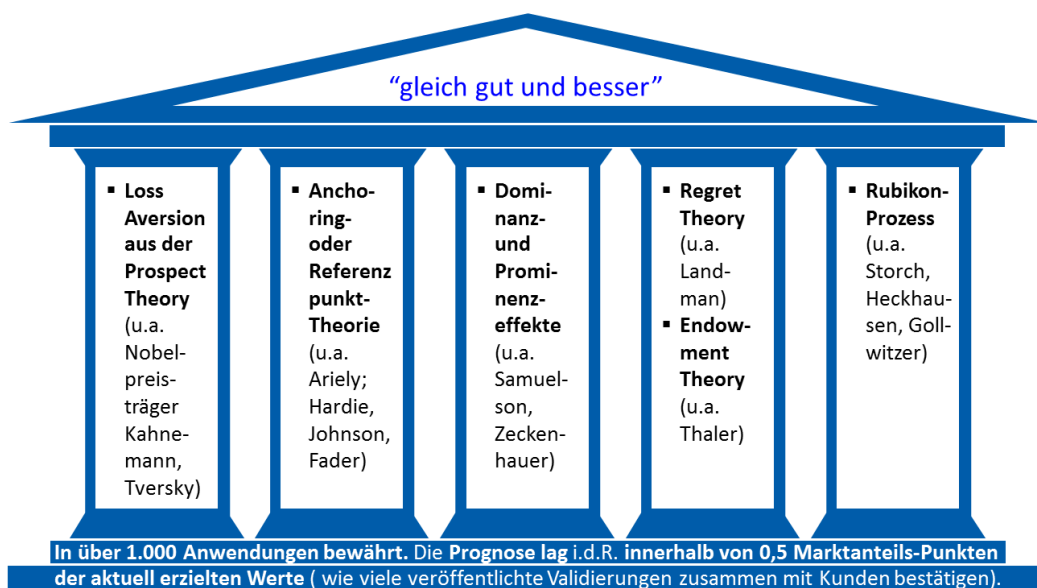 “gleich gut und besser”
▪ Loss
Aversion
aus der
Prospect
Theory
(u.a.
Nobel-
preis-
träger
Kahne-
mann,
Tversky)
▪ Ancho-
ring-
oder
Referenz
punkt-
Theorie
(u.a.
Ariely;
Hardie,
Johnson,
Fader)
▪ Domi-
nanz-
und
Promi-
nenz-
effekte
(u.a.
Samuel-
son,
Zecken-
hauer)
▪ Regret
Theory
(u.a.
Land-
man)
▪ Endow-
ment
Theory
(u.a.
Thaler)
▪ Rubikon-
Prozess
(u.a.
Storch,
Heckhau-
sen, Goll-
witzer)
In über 1.000 Anwendungen bewährt. Die Prognose lag i.d.R. innerhalb von 0,5 Marktanteils-Punkten
der aktuell erzielten Werte ( wie viele veröffentlichte Validierungen zusammen mit Kunden bestätigen).